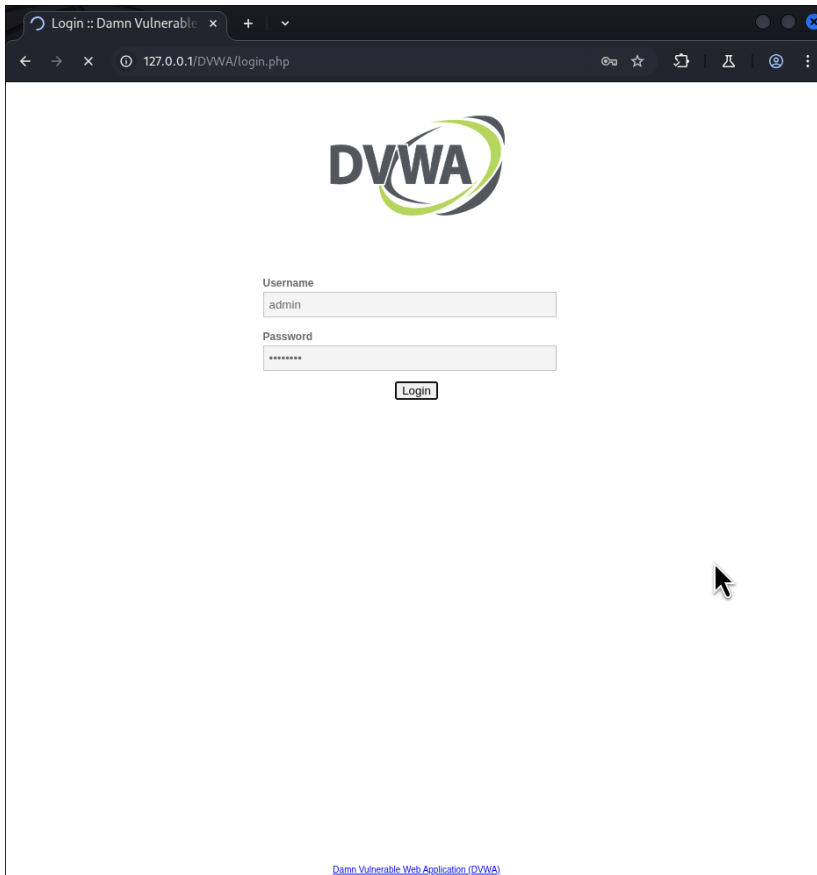 Login :: Damn Vulnerable
127.0.0.1/DVWA/login.php
DVWA
Username
admin
Password
••••••••
Login
Damn Vulnerable Web Application (DVWA)